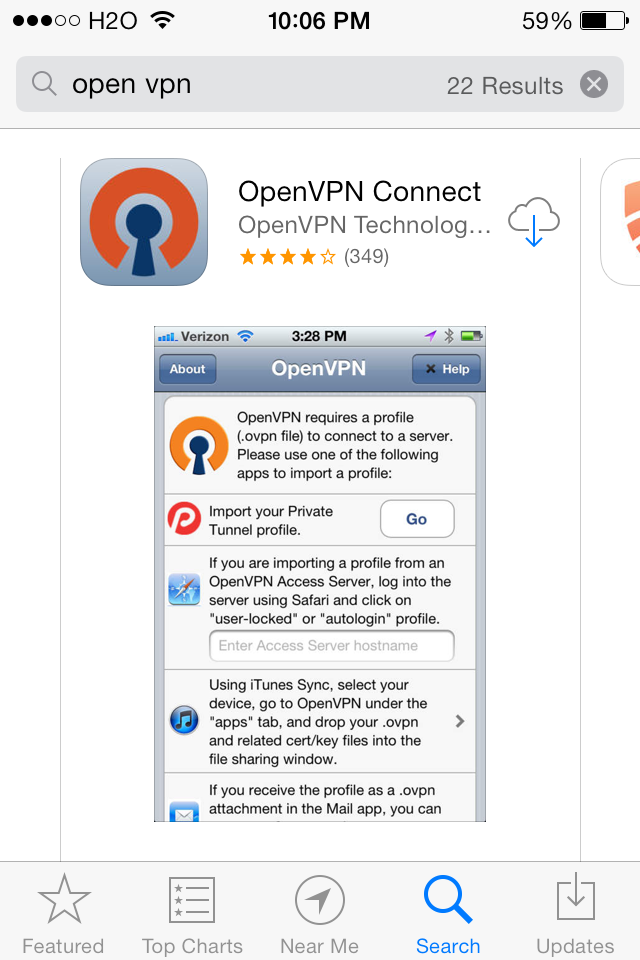 H2O 10:06 PM 59%
open vpn 22 Results
OpenVPN Connect
OpenVPN Technolog...
(349)
Verizon 3:28 PM
About OpenVPN Help
OpenVPN requires a profile
(.ovpn file) to connect to a server.
Please use one of the following
apps to import a profile:
Import your Private
Tunnel profile.
Go
If you are importing a profile from an
OpenVPN Access Server, log into the
server using Safari and click on
"user-locked" or "autologin" profile.
Enter Access Server hostname
Using iTunes Sync, select your
device, go to OpenVPN under the
"apps" tab, and drop your .ovpn
and related cert/key files into the
file sharing window.
If you receive the profile as a .ovpn
attachment in the Mail app, you can
Featured Top Charts Near Me Search Updates